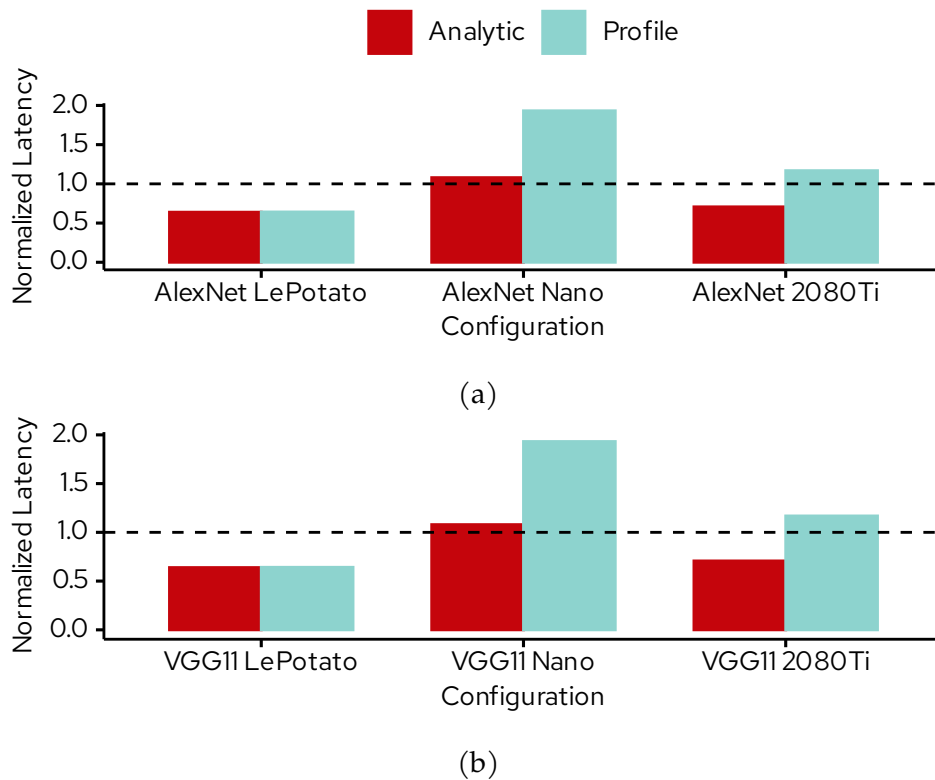 Analytic Profile
Normalized Latency
2.0
1.5
1.0
0.5
0.0
AlexNet LePotato AlexNet Nano AlexNet 2080Ti
Configuration
(a)
Normalized Latency
2.0
1.5
1.0
0.5
0.0
VGG11 LePotato VGG11 Nano VGG11 2080Ti
Configuration
(b)